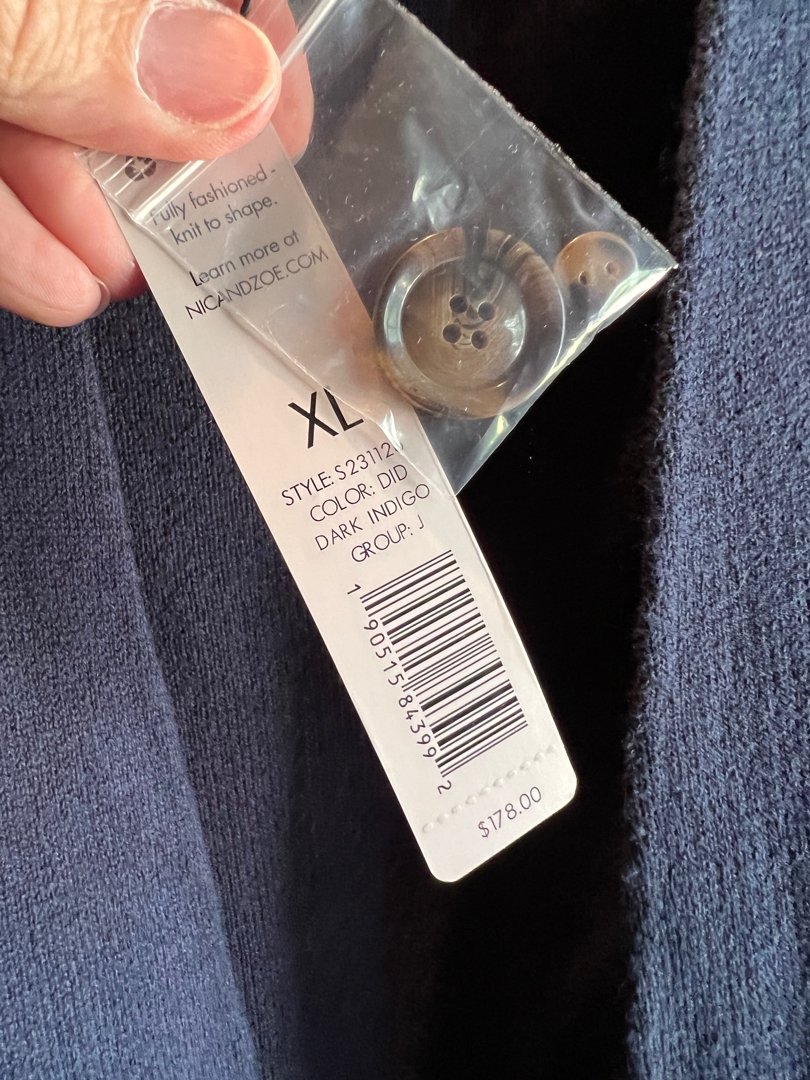 Fully fashioned -
knit to shape.
Learn more at
NICANDZOE.COM
XL
COLOR: DID
DARK INDIGO
GROUP: J
STYLE:
1 90515 84399 2
$178.00